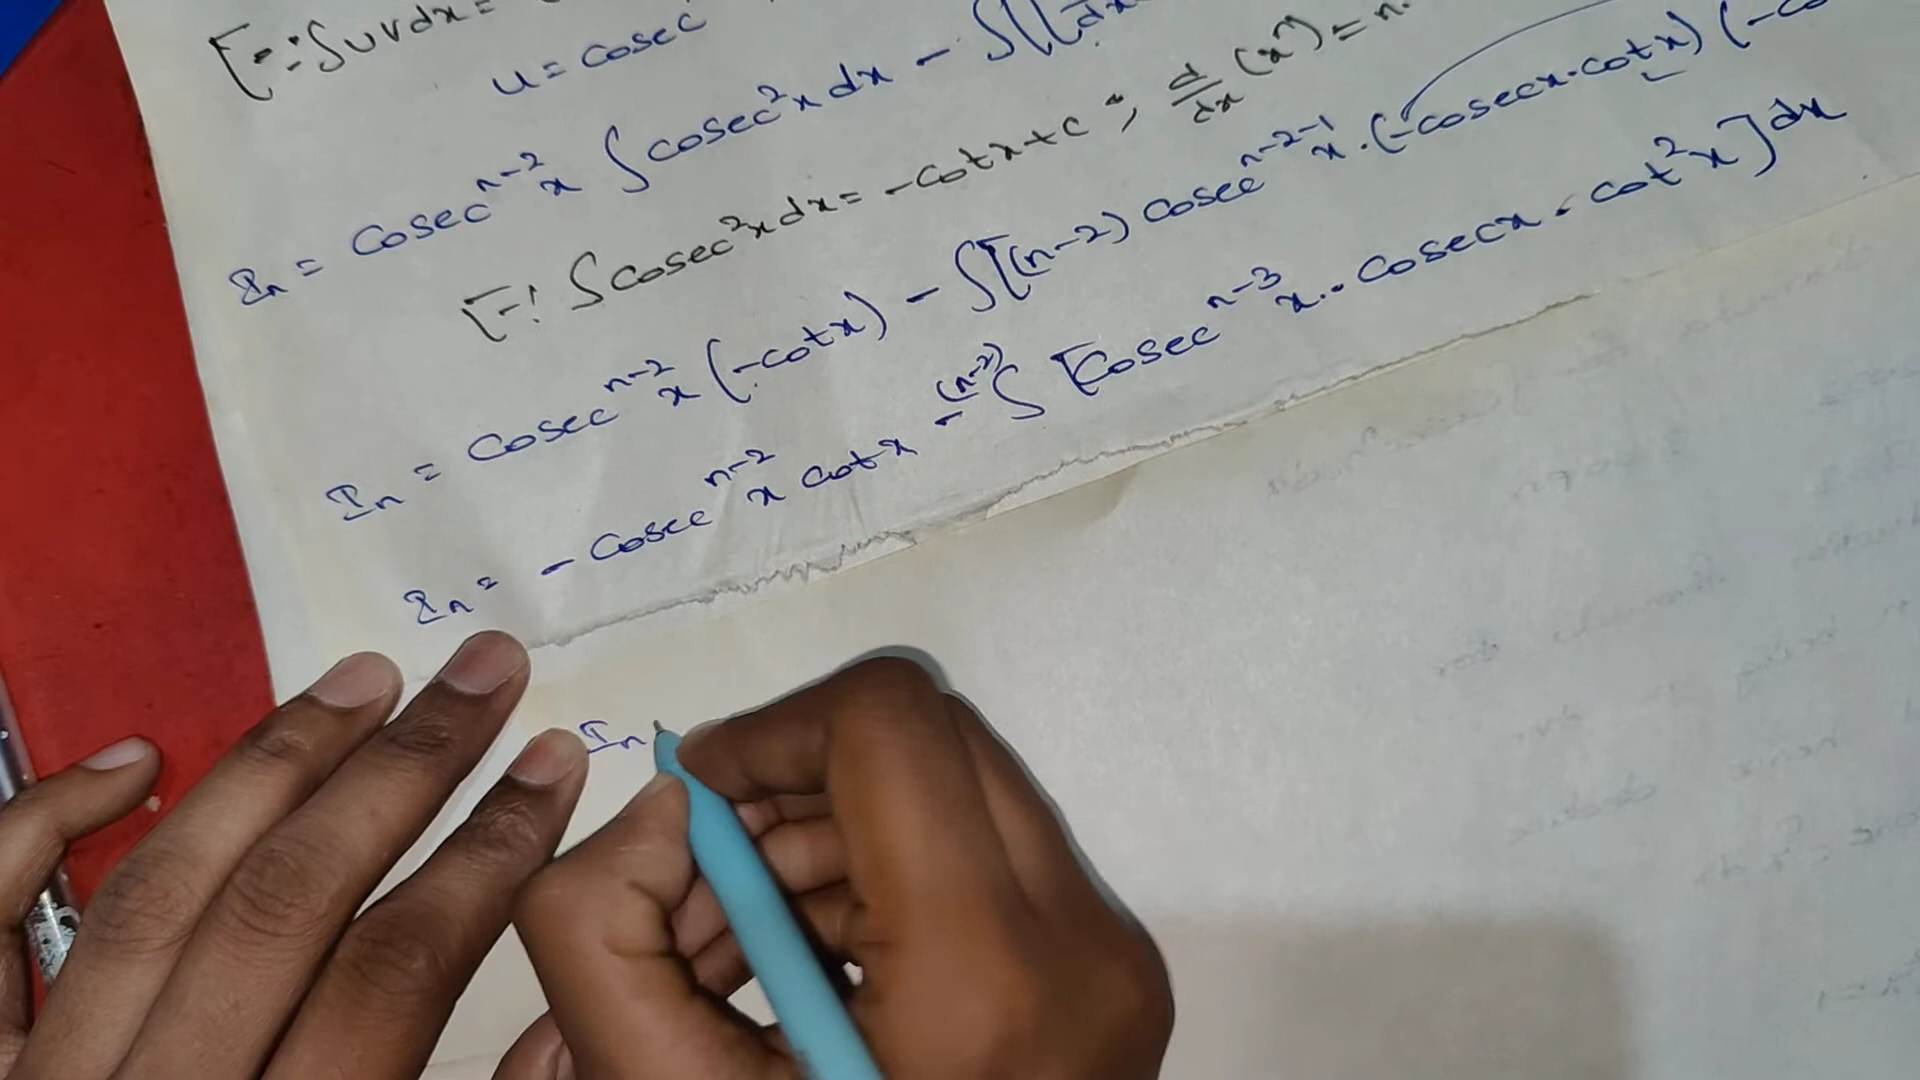 [∵ ∫uvdx =
u = cosec
Iₙ = cosecⁿ⁻²x ∫cosec²x dx - ∫[
[∵ ∫cosec²x dx = -cotx+c ; d/dx (xⁿ) = n.
Iₙ = cosecⁿ⁻²x (-cotx) - ∫[(n-2) cosecⁿ⁻²⁻¹x . (-cosecx.cotx) (-co
Iₙ = - cosecⁿ⁻²x cotx - (n-2)∫ [cosecⁿ⁻³x . cosecx . cot²x] dx
Iₙ